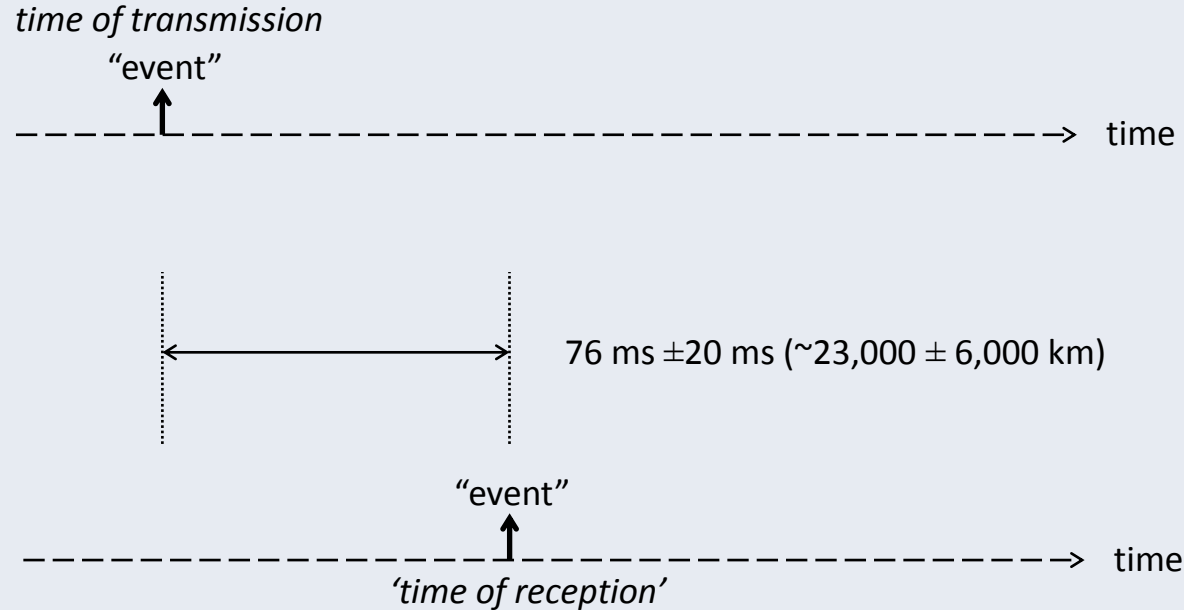 time of transmission
“event”
time
76 ms ±20 ms (~23,000 ± 6,000 km)
“event”
time
‘time of reception’